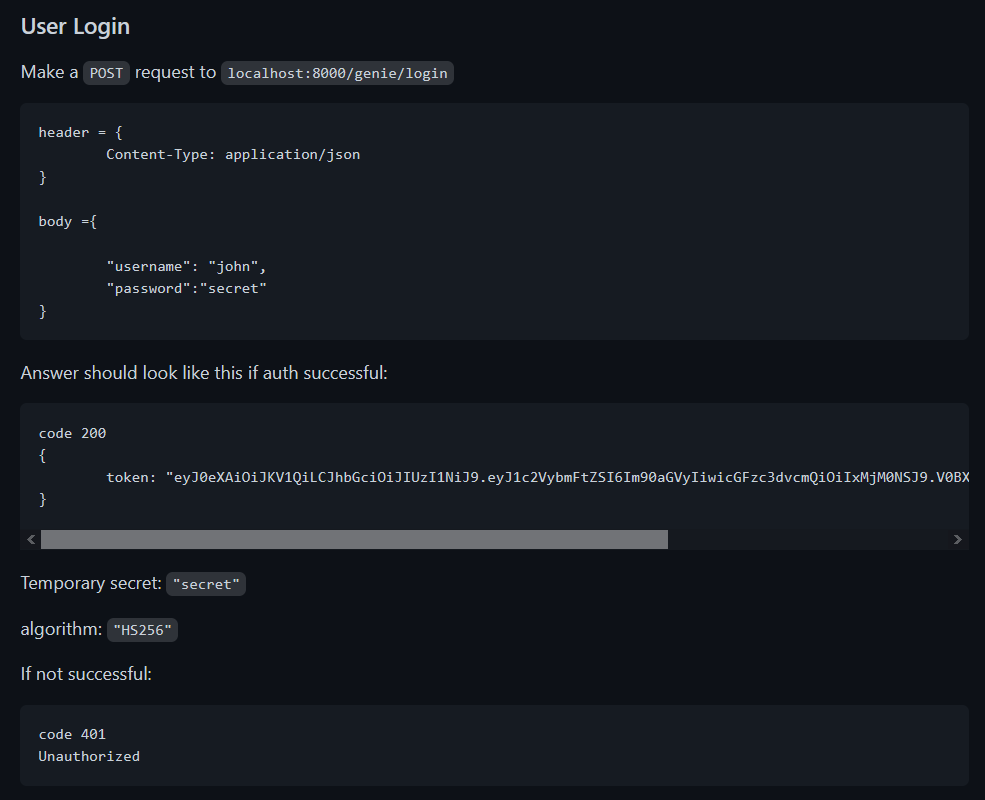 User Login
Make a POST request to localhost:8000/genie/login
header = {
Content-Type: application/json
}
body ={
"username": "john",
"password":"secret"
}
Answer should look like this if auth successful:
code 200
{
token: "eyJ0eXAiOiJKV1QiLCJhbGciOiJIUzI1NiJ9.eyJ1c2VybmFtZSI6Im90aGVyIiwicGFzc3dvcmQiOiIxMjM0NSJ9.V0BX
}
Temporary secret: "secret"
algorithm: "HS256"
If not successful:
code 401
Unauthorized